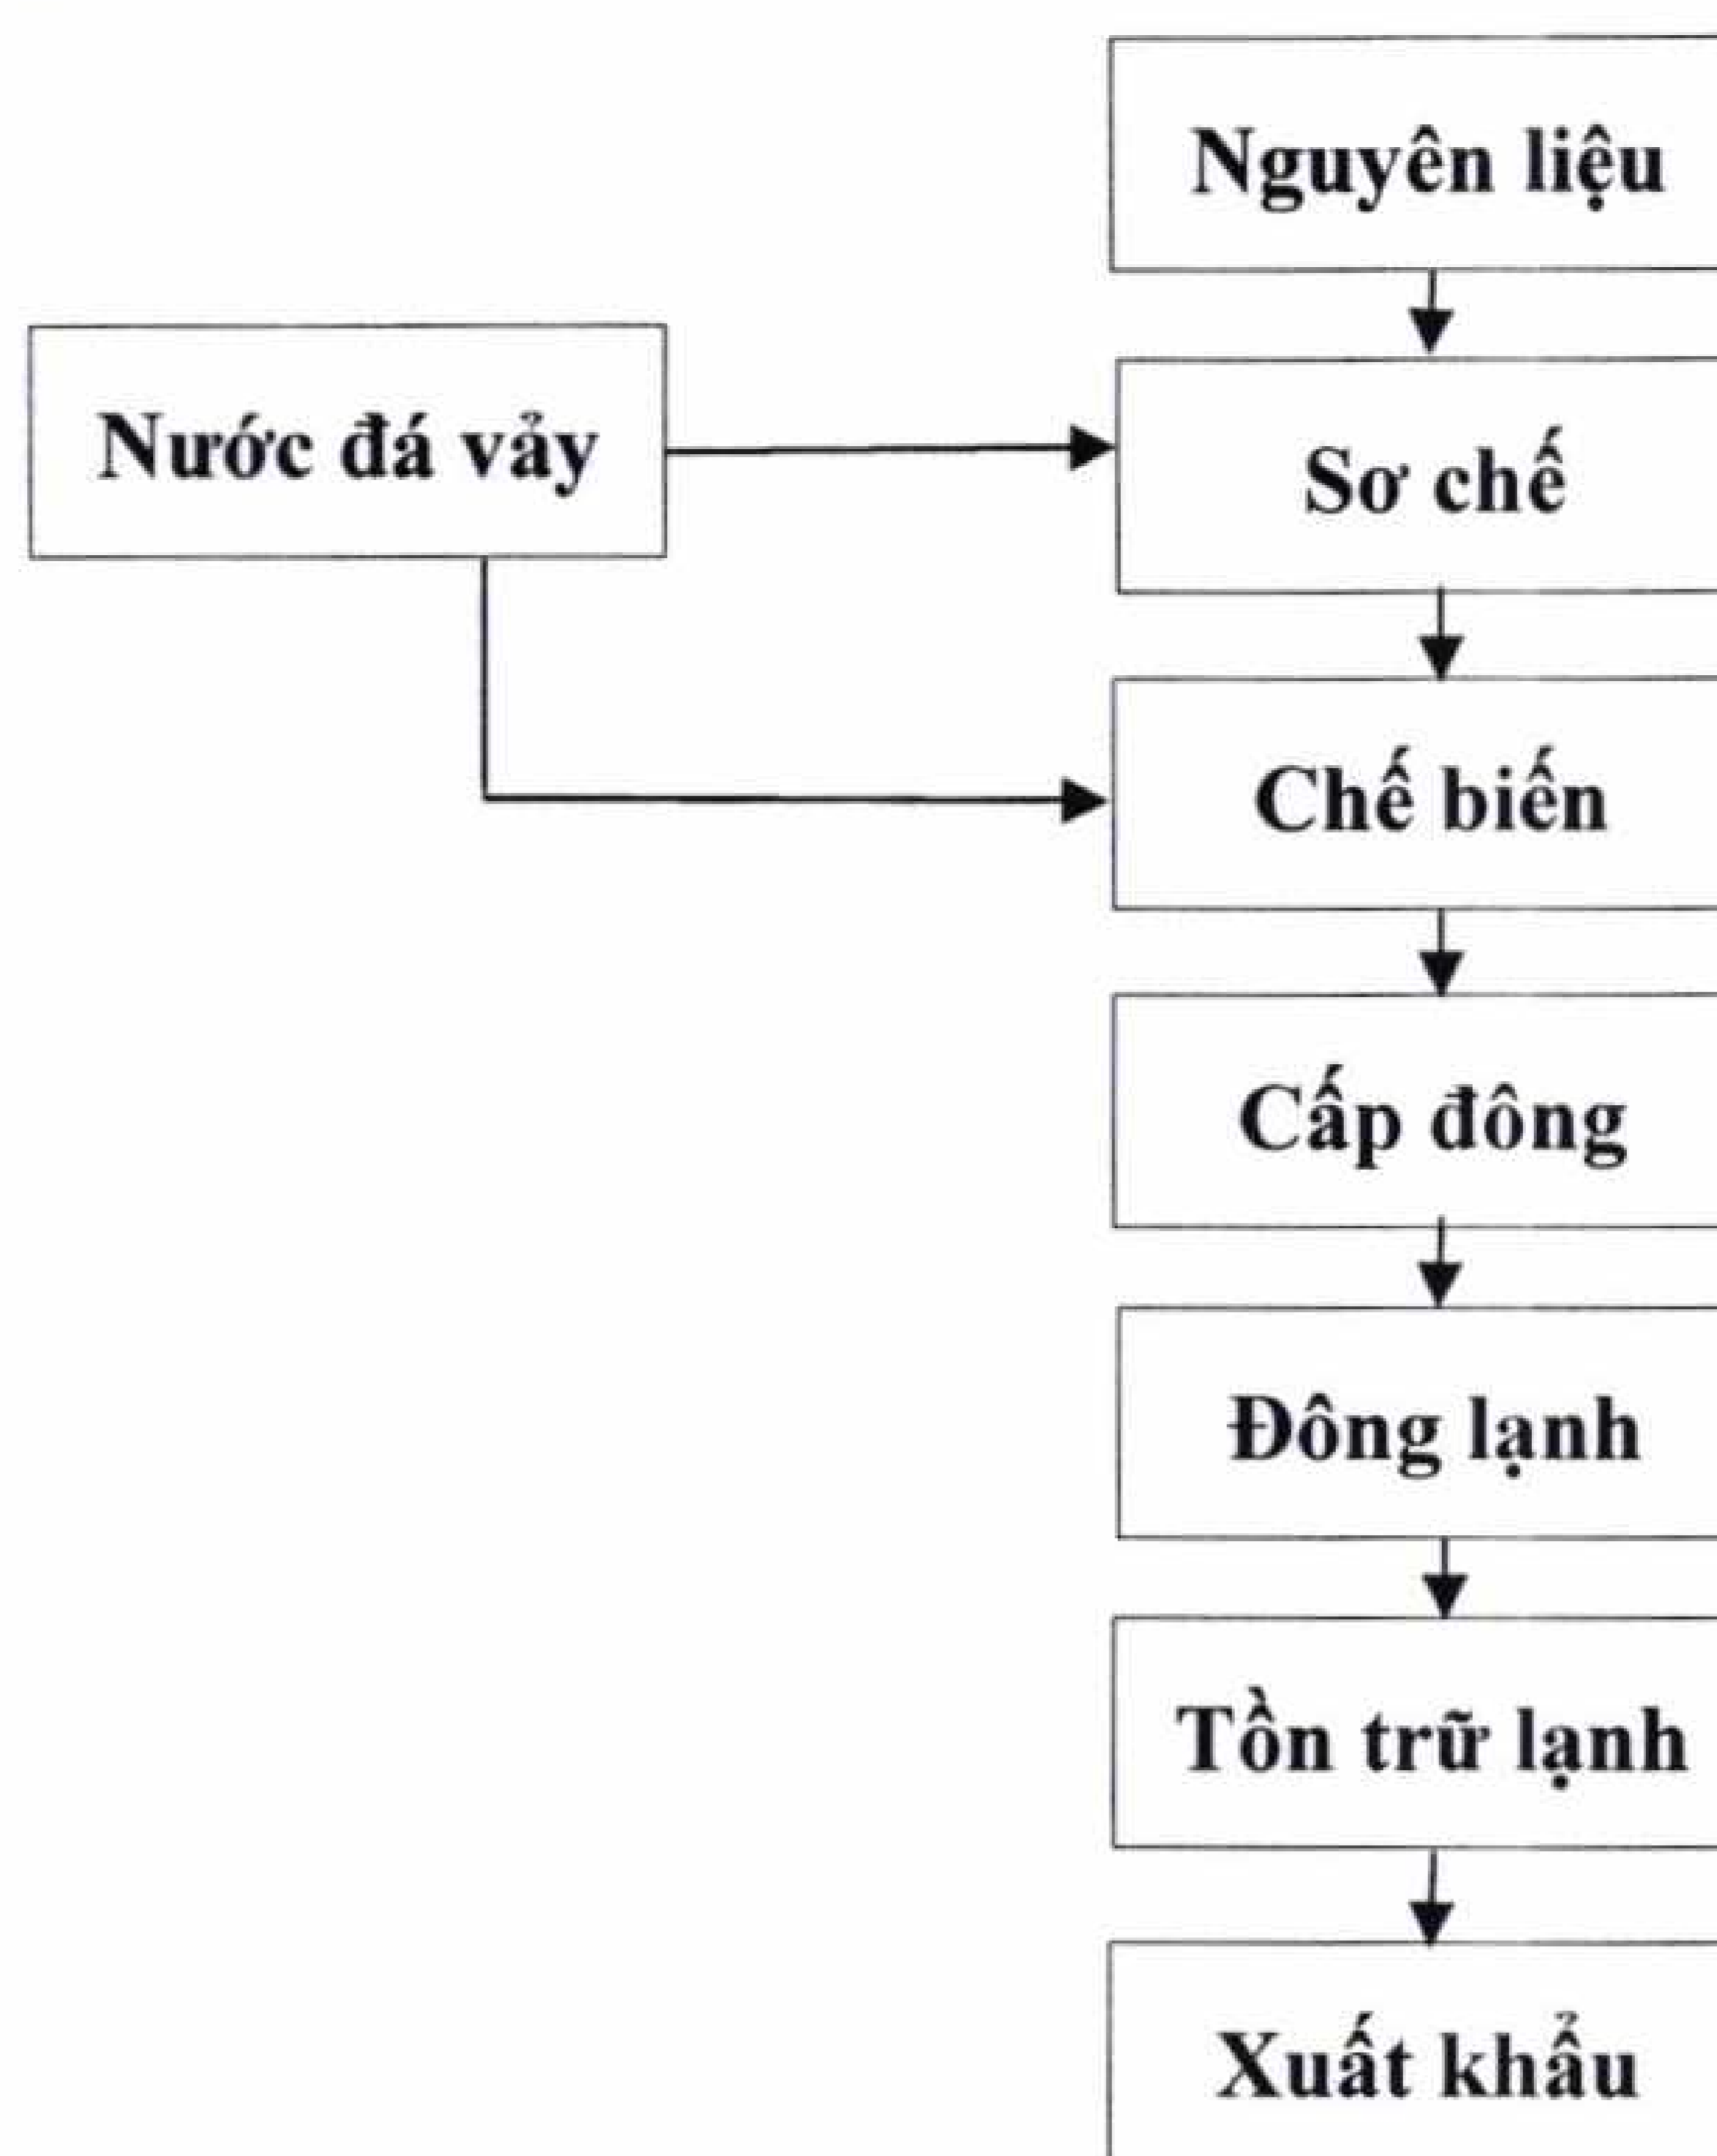 Nguyên liệu
Nước đá vảy
Sơ chế
Chế biến
Cấp đông
Đông lạnh
Tồn trữ lạnh
Xuất khẩu